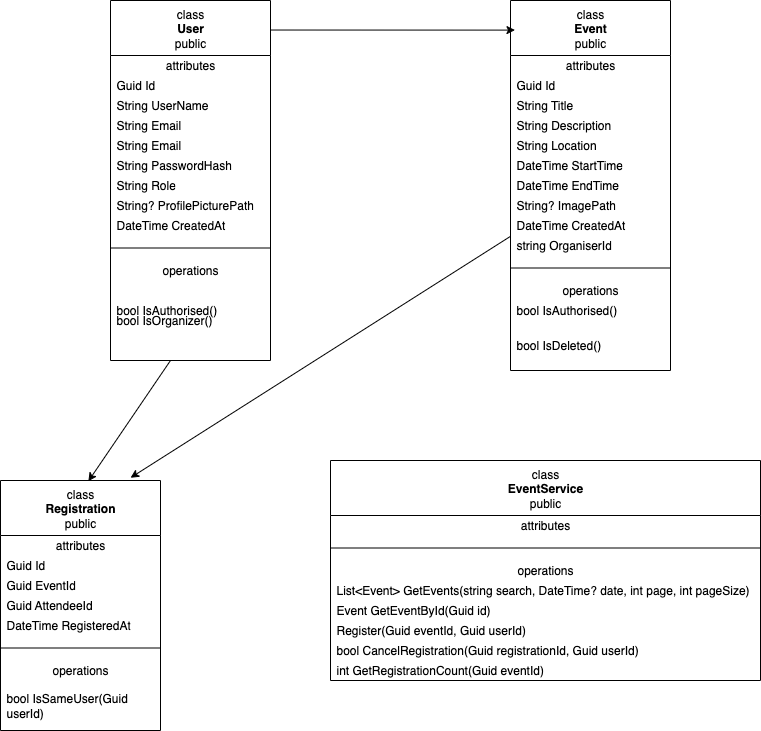 class
User
public
attributes
Guid Id
String UserName
String Email
String Email
String PasswordHash
String Role
String? ProfilePicturePath
DateTime CreatedAt
operations
bool IsAuthorised()
bool IsOrganizer()
class
Event
public
attributes
Guid Id
String Title
String Description
String Location
DateTime StartTime
DateTime EndTime
String? ImagePath
DateTime CreatedAt
string OrganiserId
operations
bool IsAuthorised()
bool IsDeleted()
class
Registration
public
attributes
Guid Id
Guid EventId
Guid AttendeeId
DateTime RegisteredAt
operations
bool IsSameUser(Guid
userId)
class
EventService
public
attributes
operations
List<Event> GetEvents(string search, DateTime? date, int page, int pageSize)
Event GetEventById(Guid id)
Register(Guid eventId, Guid userId)
bool CancelRegistration(Guid registrationId, Guid userId)
int GetRegistrationCount(Guid eventId)